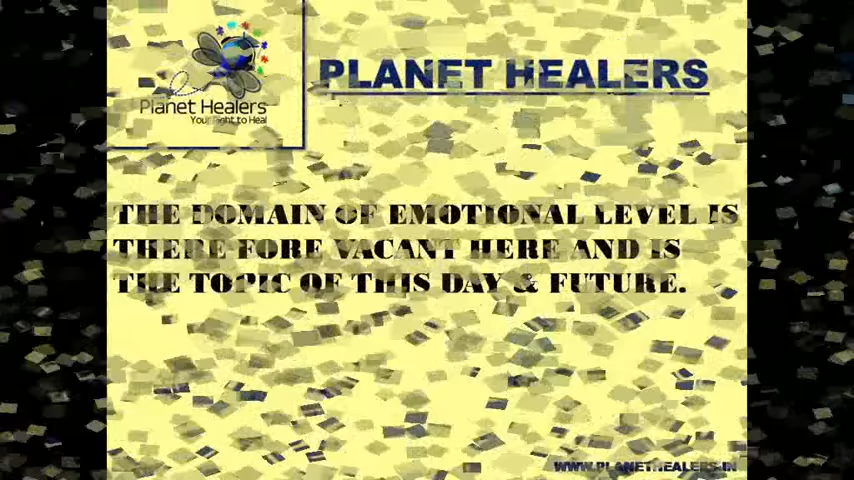 PLANET HEALERS
Planet Healers
Your Right to Heal
THE DOMAIN OF EMOTIONAL LEVEL IS
THERE FORE VACANT HERE AND IS
THE TOPIC OF THIS DAY & FUTURE.
WWW.PLANETHEALERS.IN